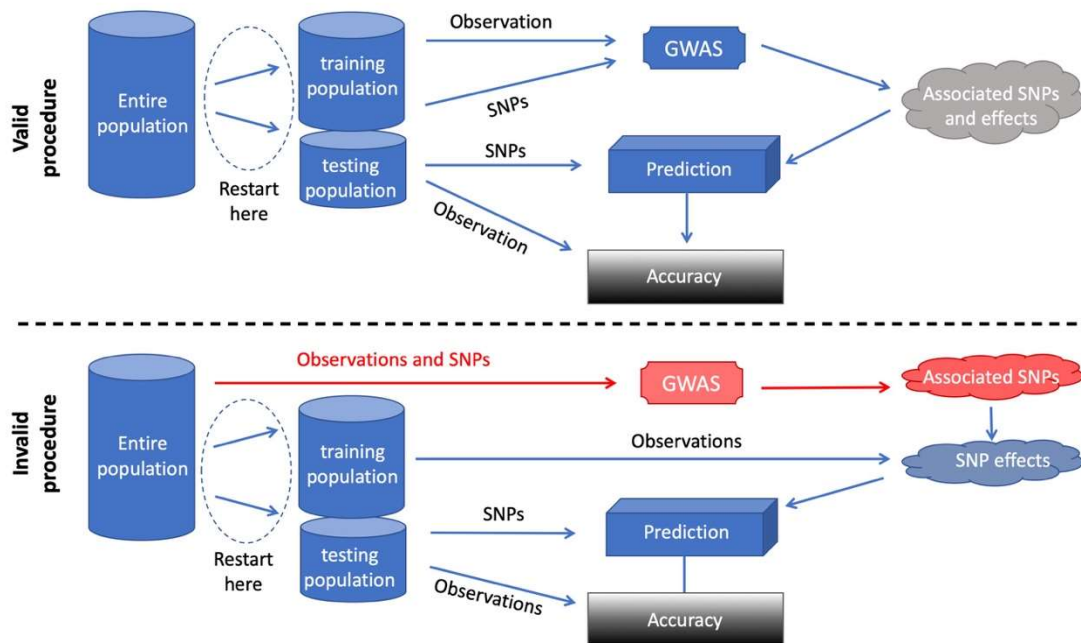 Valid
procedure
Entire
population
Restart
here
training
population
testing
population
Observation
SNPs
SNPs
Observation
GWAS
Prediction
Accuracy
Associated SNPs
and effects
Invalid
procedure
Observations and SNPs
GWAS
Associated SNPs
Entire
population
Restart
here
training
population
testing
population
Observations
SNP effects
SNPs
Prediction
Observations
Accuracy